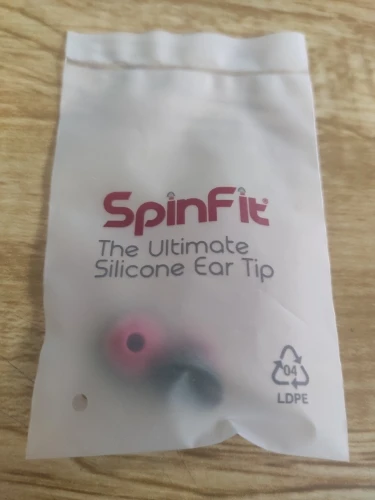 SpinFit
The Ultimate
Silicone Ear Tip
04
LDPE